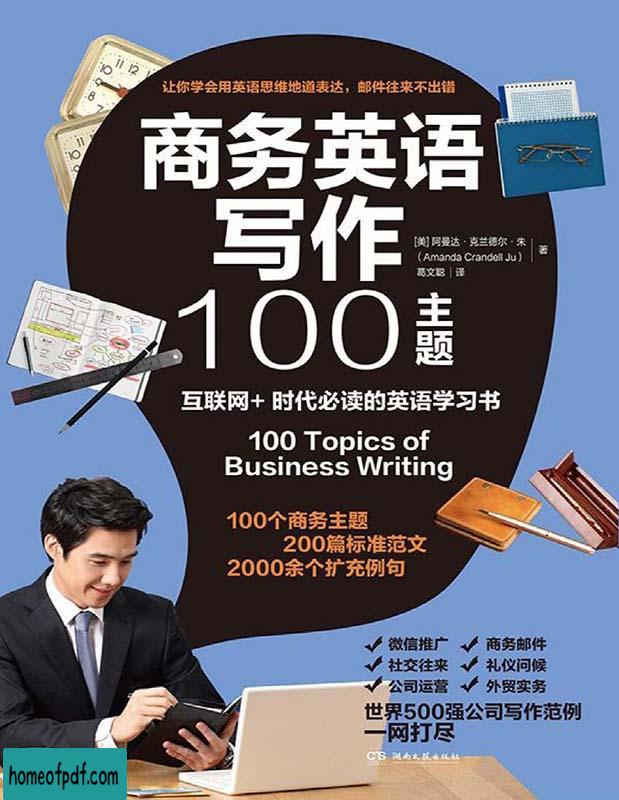 让你学会用英语思维地道表达，邮件往来不出错
商务英语
写作
[美] 阿曼达·克兰德尔·朱
（Amanda Crandell Ju）
著
葛文聪 | 译
100主题
互联网+ 时代必读的英语学习书
100 Topics of
Business Writing
100个商务主题
200篇标准范文
2000余个扩充例句
微信推广 商务邮件
社交往来 礼仪问候
公司运营 外贸实务
世界500强公司写作范例
一网打尽
湖南文艺出版社
homeofpdf.com